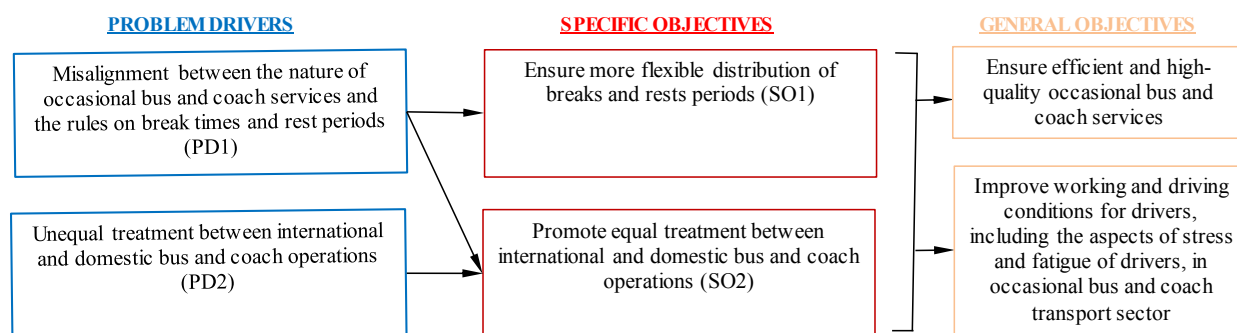 PROBLEM DRIVERS
Misalignment between the nature of
occasional bus and coach services and
the rules on break times and rest periods
(PD1)
Unequal treatment between international
and domestic bus and coach operations
(PD2)
SPECIFIC OBJECTIVES
Ensure more flexible distribution of
breaks and rests periods (SO1)
Promote equal treatment between
international and domestic bus and coach
operations (SO2)
GENERAL OBJECTIVES
Ensure efficient and high-
quality occasional bus and
coach services
Improve working and driving
conditions for drivers,
including the aspects of stress
and fatigue of drivers, in
occasional bus and coach
transport sector